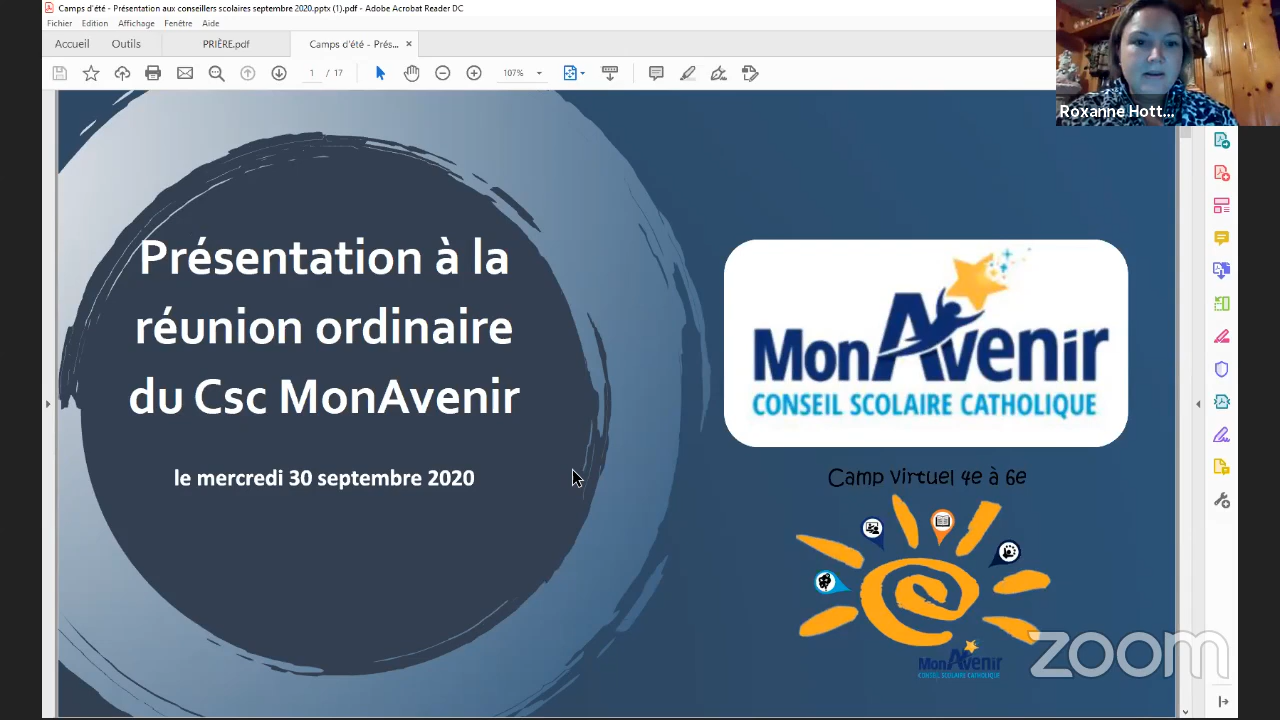 Camps d'été - Présentation aux conseillers scolaires septembre 2020.pptx (1).pdf - Adobe Acrobat Reader DC
Fichier Edition Affichage Fenêtre Aide
Accueil Outils PRIÈRE.pdf Camps d'été - Prés... ×
1 / 17 107%
Roxanne Hott...
Présentation à la
réunion ordinaire
du Csc MonAvenir
le mercredi 30 septembre 2020
MonAvenir
CONSEIL SCOLAIRE CATHOLIQUE
Camp Virtuel 4e à 6e
MonAvenir
CONSEIL SCOLAIRE CATHOLIQUE
zoom